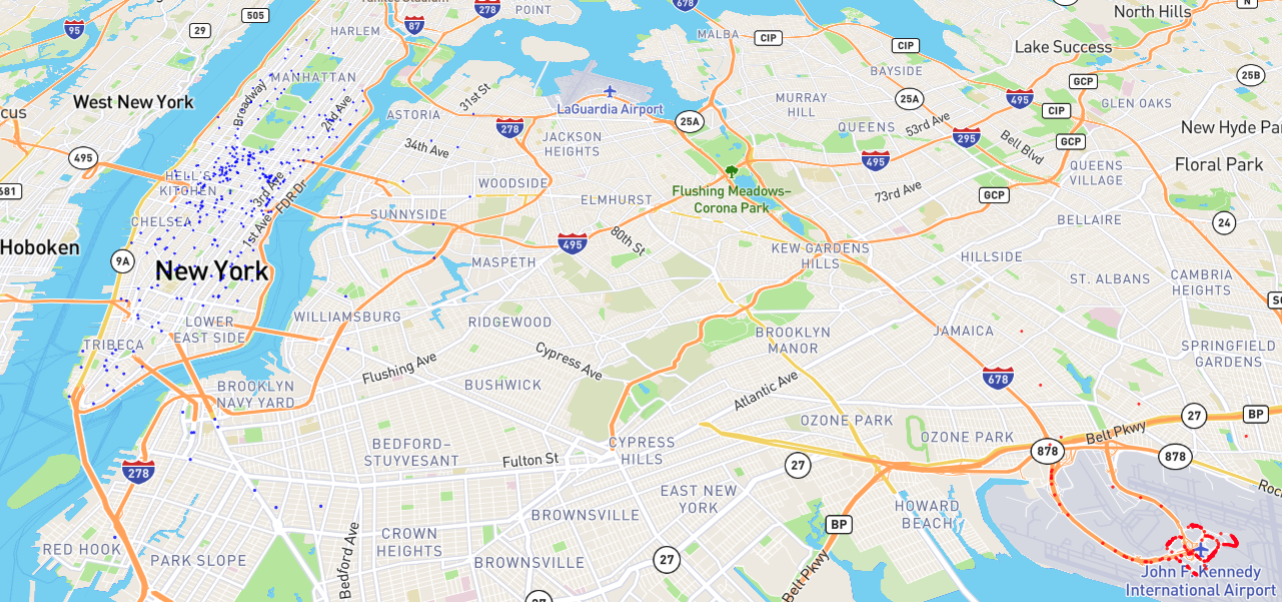 Yankee Stadium
POINT
North Hills
N
95
29
505
HARLEM
87
278
678
MALBA
CIP
CIP
Lake Success
BAYSIDE
GCP
25B
MANHATTAN
Broadway
2nd Ave
West New York
cus
ASTORIA
31st St
LaGuardia Airport
25A
MURRAY
HILL
25A
495
CIP
GLEN OAKS
278
JACKSON
HEIGHTS
QUEENS
53rd Ave
295
Bell Blvd
GCP
New Hyde Pa
495
34th Ave
495
QUEENS
VILLAGE
Floral Park
681
HELL'S
KITCHEN
3rd Ave
FDR Dr
1st Ave
WOODSIDE
ELMHURST
Flushing Meadows–
Corona Park
73rd Ave
GCP
CHELSEA
SUNNYSIDE
BELLAIRE
24
Hoboken
9A
New York
495
80th St
MASPETH
KEW GARDENS
HILLS
HILLSIDE
ST. ALBANS
CAMBRIA
HEIGHTS
LOWER
EAST SIDE
WILLIAMSBURG
RIDGEWOOD
BROOKLYN
MANOR
JAMAICA
TRIBECA
SPRINGFIELD
GARDENS
Flushing Ave
Cypress Ave
BUSHWICK
Atlantic Ave
678
BROOKLYN
NAVY YARD
OZONE PARK
OZONE PARK
27
BP
Belt Pkwy
BEDFORD–
STUYVESANT
CYPRESS
HILLS
878
878
278
Fulton St
27
EAST NEW
YORK
HOWARD
BEACH
BP
BROWNSVILLE
RED HOOK
PARK SLOPE
Bedford Ave
CROWN
HEIGHTS
BROWNSVILLE
27
Belt Pkwy
John F. Kennedy
International Airport
27